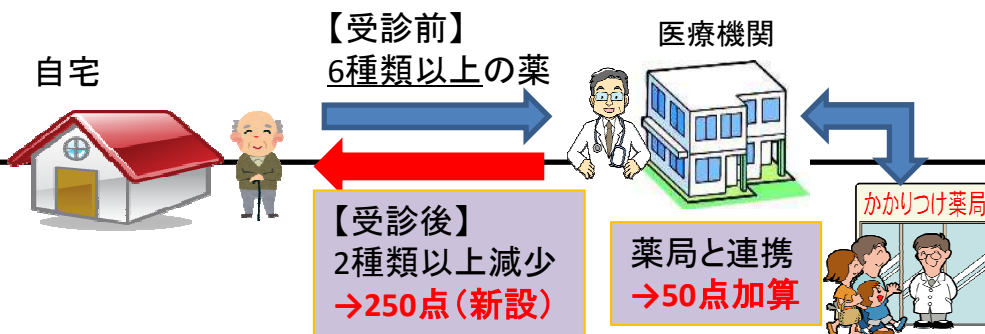 自宅
【受診前】
6種類以上の薬
医療機関
【受診後】
2種類以上減少
→250点(新設)
薬局と連携
→50点加算
かかりつけ薬局